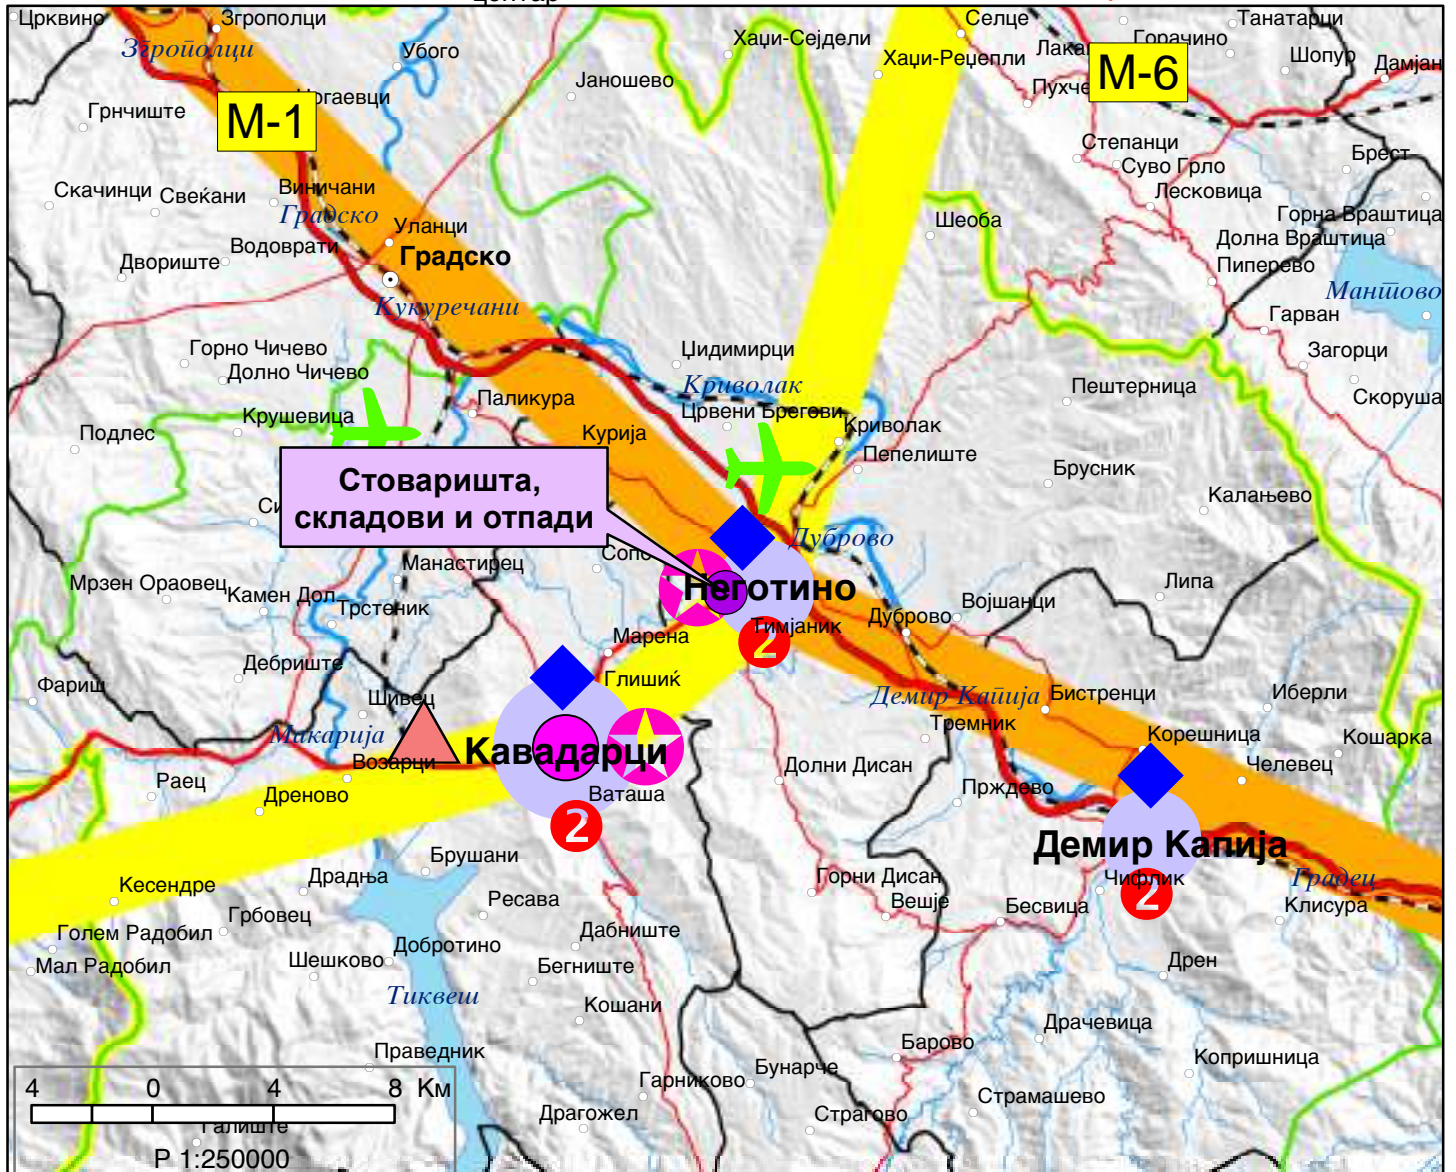 центар
Црквино
Згрополци
Згрополци
Убого
Хаџи-Сејдели
Селце
Танатарци
Горачино
Шопур
Дамјан
Хаџи-Реџепли
М-6
Јаношево
М-1
Грнчиште
Степанци
Суво Грло
Брест
Лесковица
Скачинци
Свеќани
Виничани
Градско
Уланци
Шеоба
Горна Враштица
Долна Враштица
Пиперево
Водоврати
Градско
Двориште
Кукуречани
Мантово
Гарван
Горно Чичево
Долно Чичево
Џидимирци
Криволак
Загорци
Пештерница
Скоруша
Паликура
Црвени Брегови
Крушевица
Курија
Криволак
Подлес
Пепелиште
Брусник
Стоваришта,
складови и отпади
Калањево
Дуброво
Манастирец
Неготино
Липа
Мрзен Ораовец
Камен Дол
Трстеник
Војшанци
Дуброво
Тимјаник
2
Марена
Дебриште
Глишиќ
Фариш
Шивец
Демир Капија
Бистренци
Иберли
Тремник
Макарија
Кавадарци
Корешница
Кошарка
Возарци
Раец
Дреново
Долни Дисан
Челевец
Прждево
Ваташа
2
Демир Капија
Брушани
Кесендре
Драдња
Горни Дисан
Чифлик
2
Градец
Грбовец
Ресава
Вешје
Бесвица
Клисура
Голем Радобил
Добротино
Дабниште
Мал Радобил
Шешково
Бегниште
Дрен
Тиквеш
Кошани
Драчевица
Праведник
Барово
Копришница
4 0 4 8 Км
Гарниково
Бунарче
Страмашево
Драгожел
Страгово
Галиште
Р 1:250000